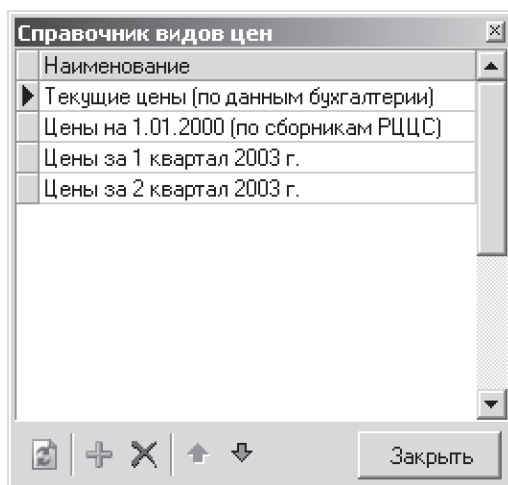 Справочник видов цен
Наименование
Текущие цены (по данным бухгалтерии)
Цены на 1.01.2000 (по сборникам РЦЦС)
Цены за 1 квартал 2003 г.
Цены за 2 квартал 2003 г.
Закрыть